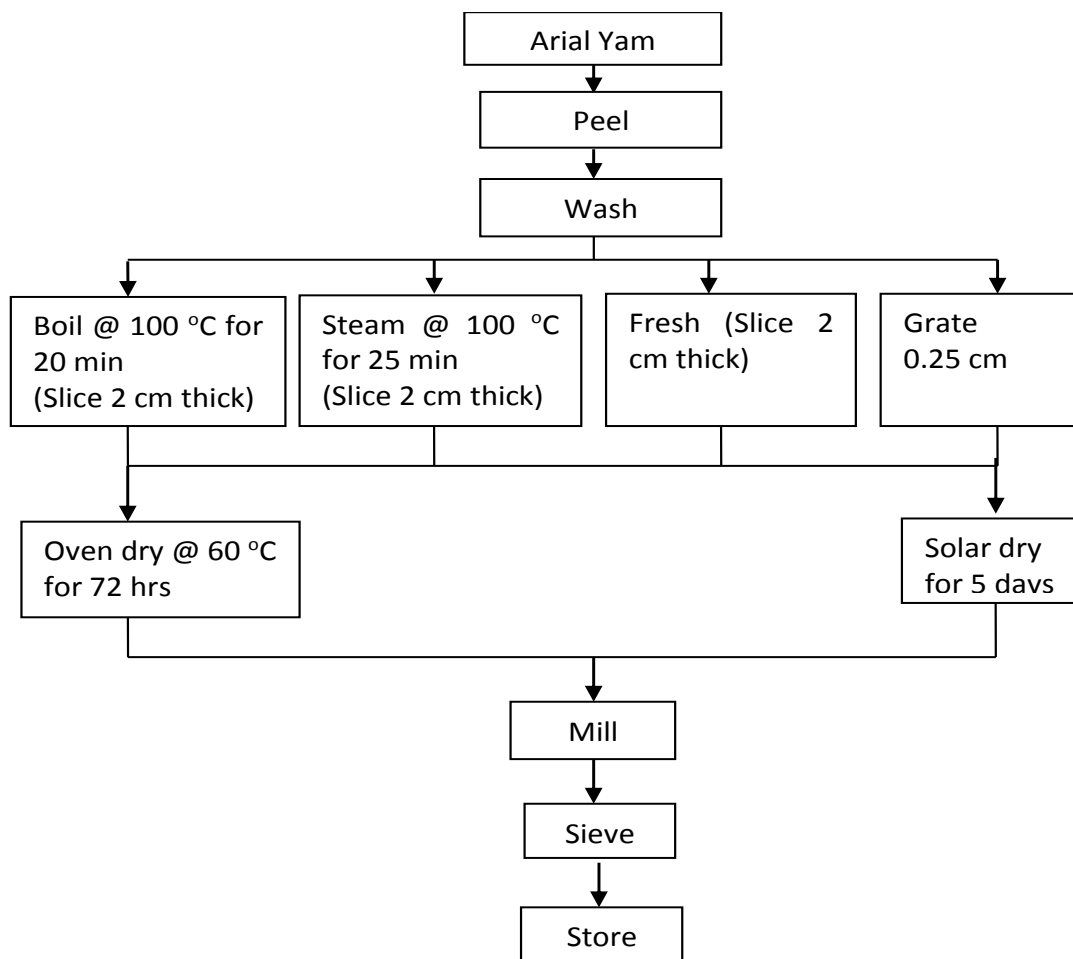 Arial Yam
Peel
Wash
Boil @ 100 °C for
20 min
(Slice 2 cm thick)
Steam @ 100 °C
for 25 min
(Slice 2 cm thick)
Fresh (Slice 2
cm thick)
Grate
0.25 cm
Oven dry @ 60 °C
for 72 hrs
Solar dry
for 5 days
Mill
Sieve
Store